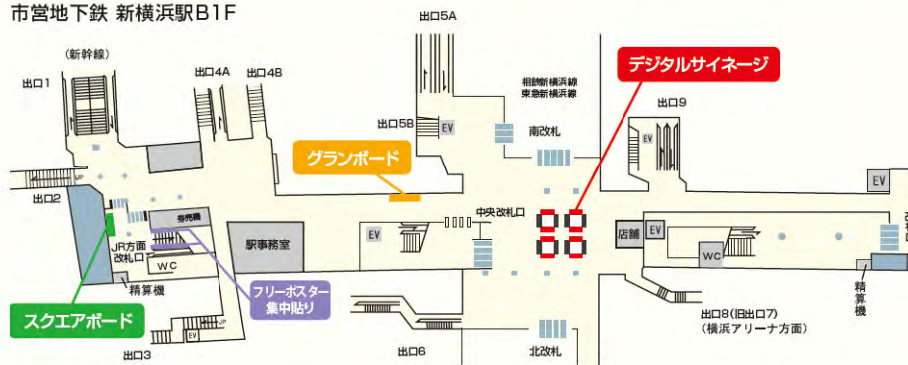 市営地下鉄 新横浜駅B1F
(新幹線)
出口1
出口4A
出口4B
出口5A
相鉄新横浜線
東急新横浜線
デジタルサイネージ
出口9
EV
出口5B
EV
南改札
グランボード
UP
出口2
EV
券売機
駅事務室
EV
中央改札口
店舗
EV
WC
JR方面
改札口
WC
精算機
フリーポスター
集中貼り
スクエアボード
精算機
UP
EV
出口3
出口6
北改札
出口8(旧出口7)
(横浜アリーナ方面)